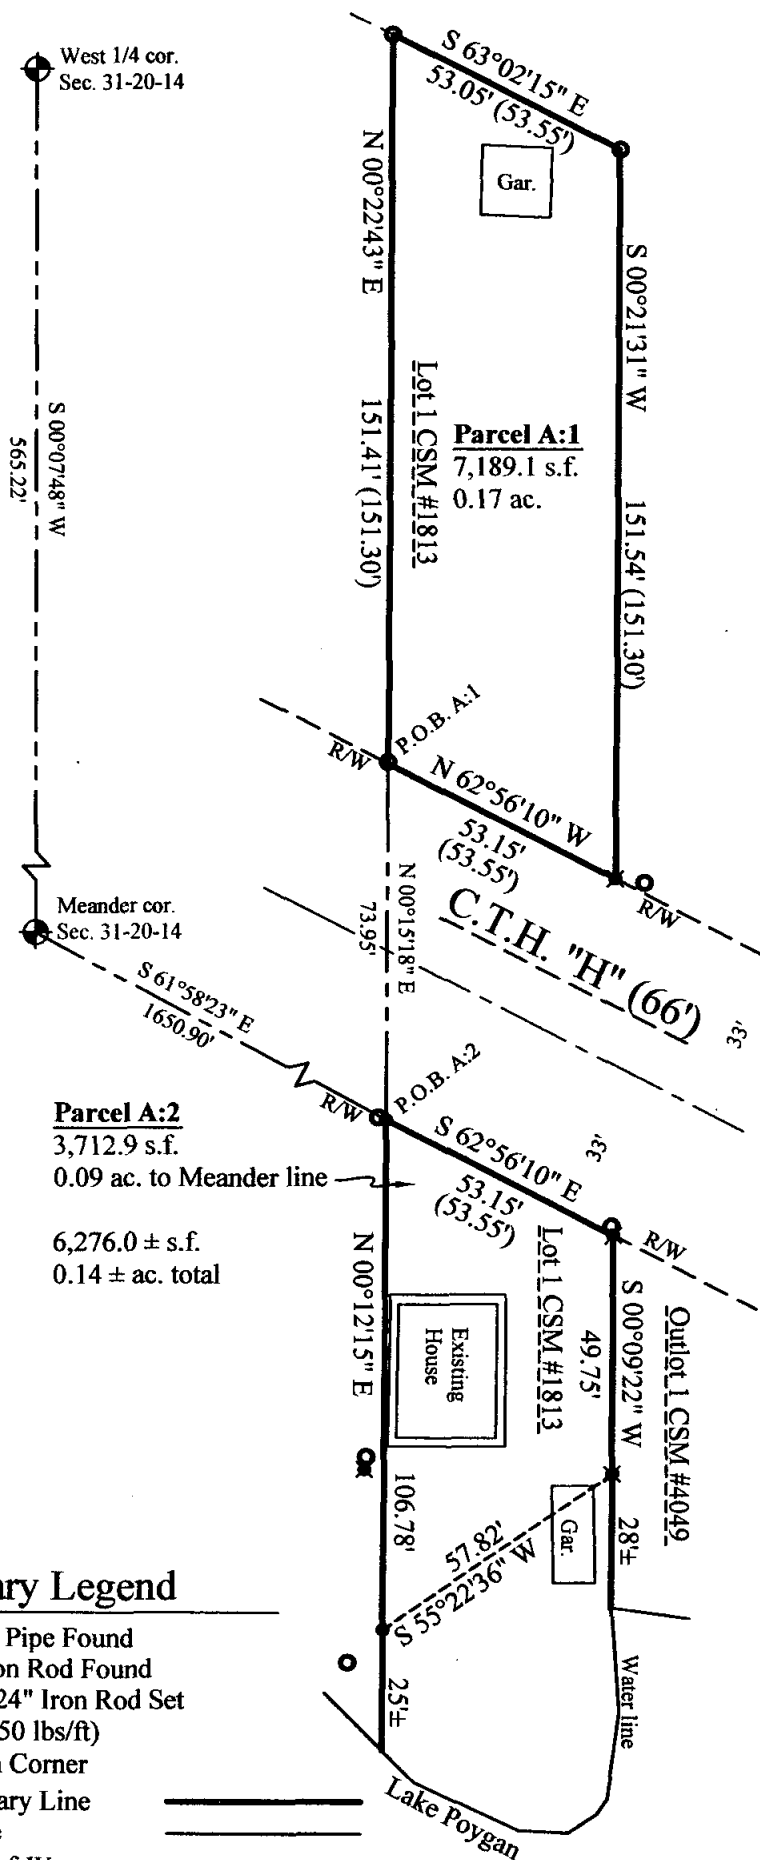 West 1/4 cor.
Sec. 31-20-14
S 63°02'15" E
53.05' (53.55')
Gar.
N 00°22'43" E
151.41' (151.30')
S 00°21'31" W
151.54' (151.30')
Lot 1 CSM #1813
Parcel A:1
7,189.1 s.f.
0.17 ac.
S 00°07'48" W
565.22'
P.O.B. A:1
R/W
N 62°56'10" W
53.15'
(53.55')
R/W
Meander cor.
Sec. 31-20-14
N 00°15'18" E
73.95'
C.T.H. "H" (66')
33'
S 61°58'23" E
1650.90'
R/W
P.O.B. A:2
33'
Parcel A:2
3,712.9 s.f.
0.09 ac. to Meander line
6,276.0 ± s.f.
0.14 ± ac. total
S 62°56'10" E
53.15'
(53.55')
R/W
N 00°12'15" E
106.78'
Existing
House
Lot 1 CSM #1813
S 00°09'22" W
49.75'
Outlot 1 CSM #4049
28'±
Gar.
57.82'
S 55°22'36" W
25'±
Water line
Lake Poygan
ary Legend
Pipe Found
on Rod Found
24" Iron Rod Set
50 lbs/ft)
Corner
ary Line